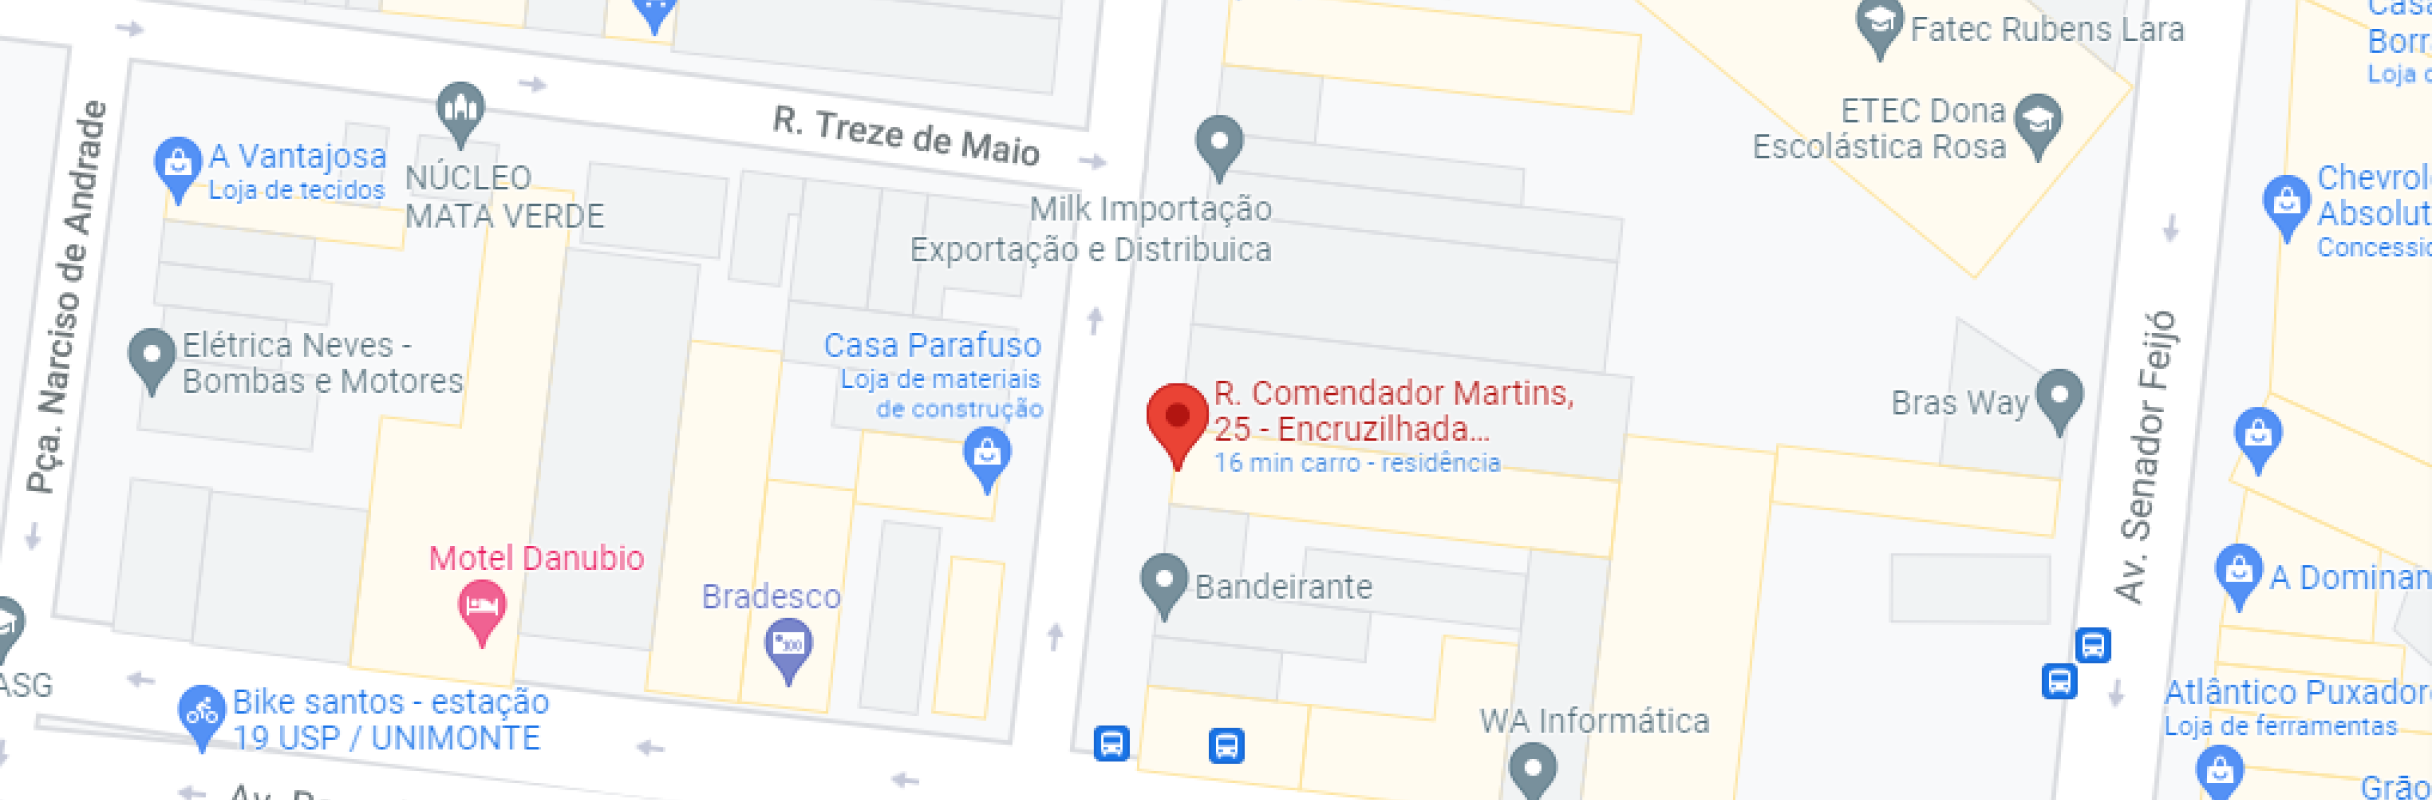 Fatec Rubens Lara
Casa
Borr
Loja d
R. Treze de Maio
ETEC Dona
Escolástica Rosa
Pça. Narciso de Andrade
A Vantajosa
Loja de tecidos
NÚCLEO
MATA VERDE
Milk Importação
Exportação e Distribuica
Chevrol
Absolut
Concessio
Elétrica Neves -
Bombas e Motores
Casa Parafuso
Loja de materiais
de construção
R. Comendador Martins,
25 - Encruzilhada...
16 min carro - residência
Bras Way
Av. Senador Feijó
Motel Danubio
Bradesco
Bandeirante
A Dominan
ASG
Bike santos - estação
19 USP / UNIMONTE
WA Informática
Atlântico Puxador
Loja de ferramentas
Grão
Av.